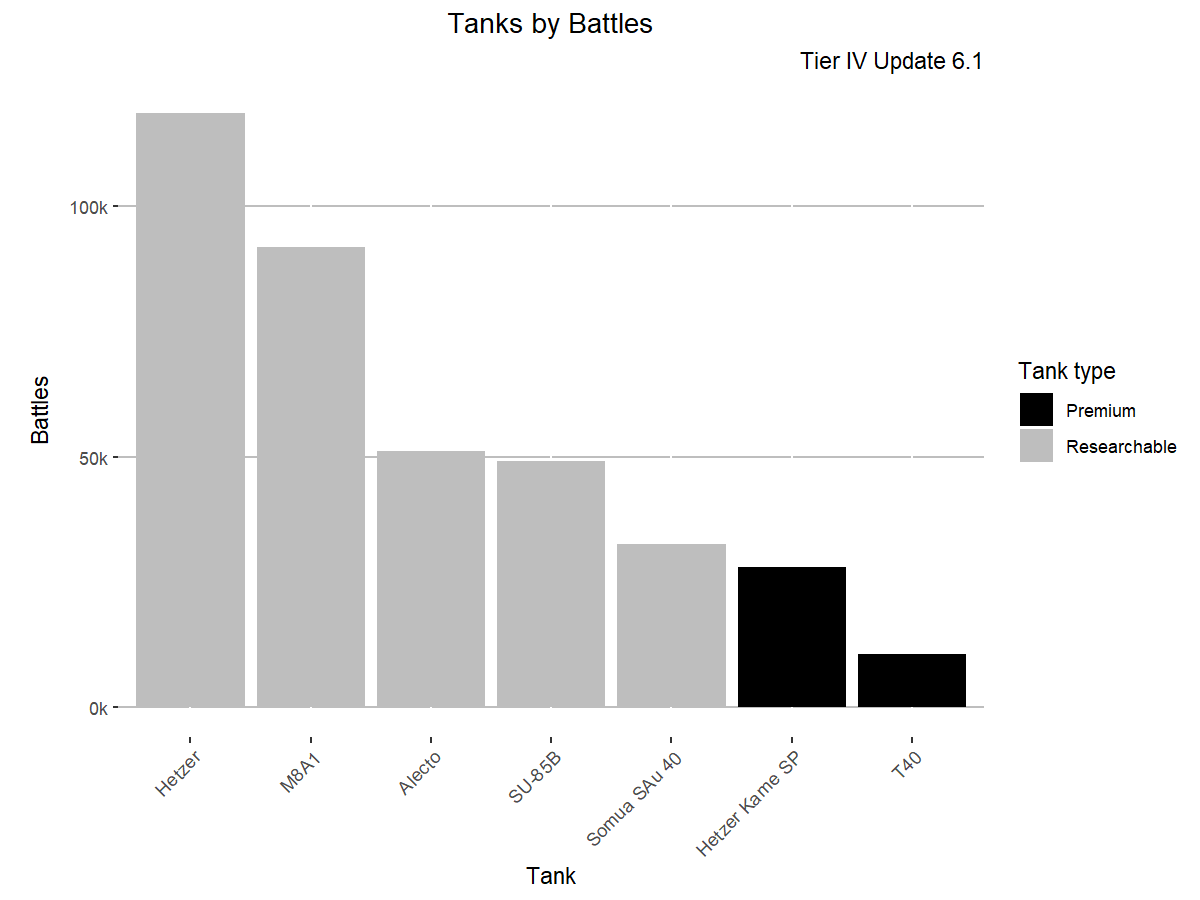 Tanks by Battles
Tier IV Update 6.1
Battles
100k
50k
0k
Hetzer
M8A1
Alecto
SU-85B
Somua SAu 40
Hetzer Kame SP
T40
Tank
Tank type
Premium
Researchable